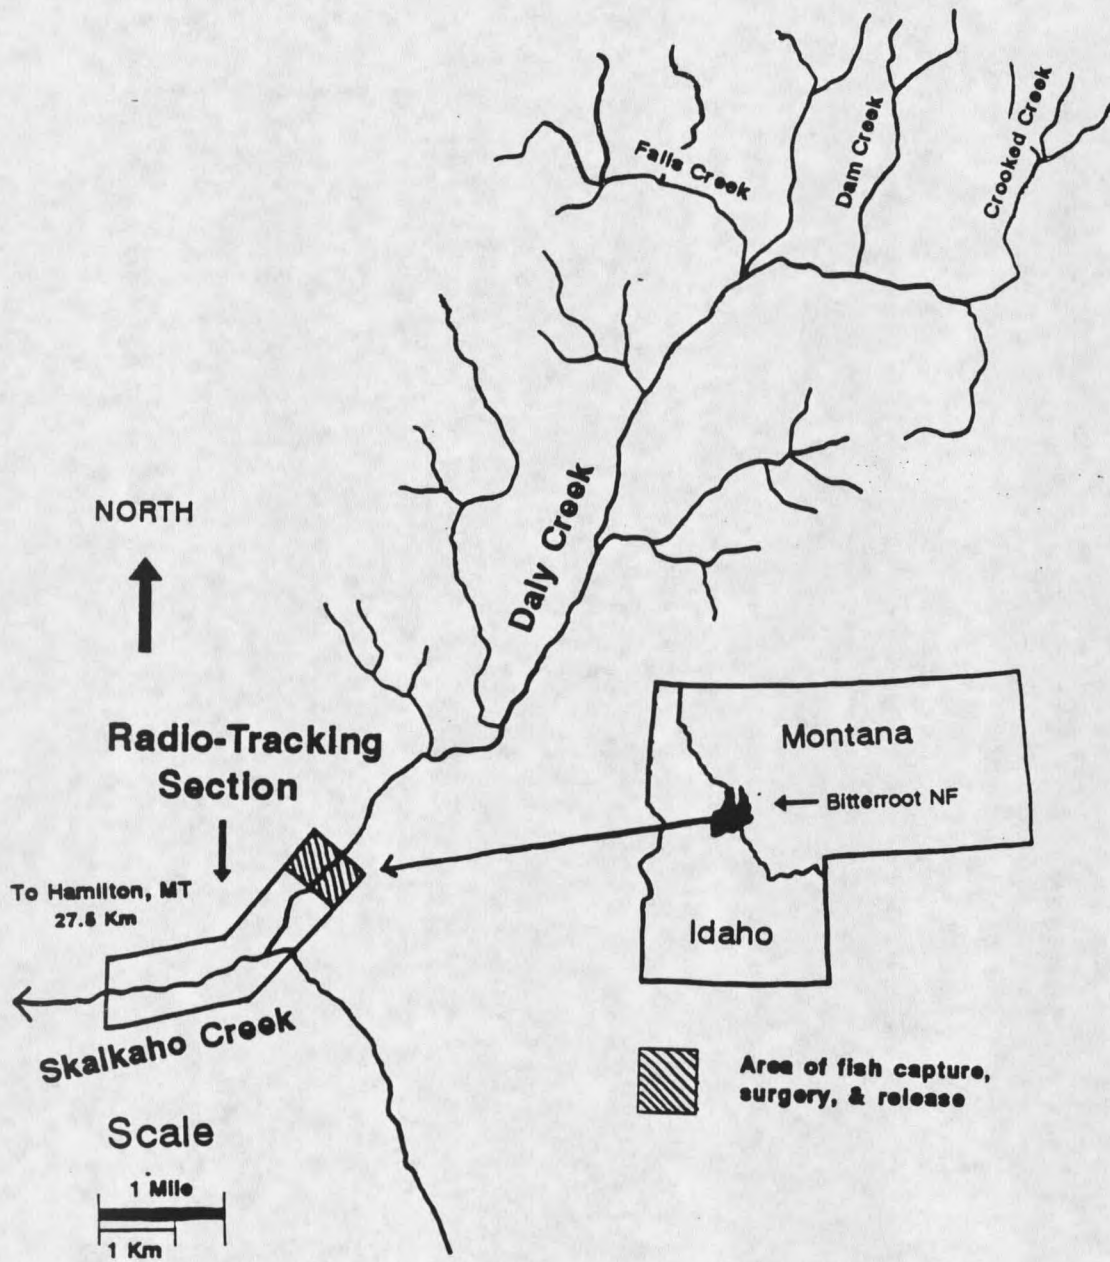 Falls Creek
Dam Creek
Crooked Creek
NORTH
Daly Creek
Radio-Tracking
Section
To Hamilton, MT
27.5 Km
Montana
Bitterroot NF
Idaho
Skalkaho Creek
Area of fish capture,
surgery, & release
Scale
1 Mile
1 Km